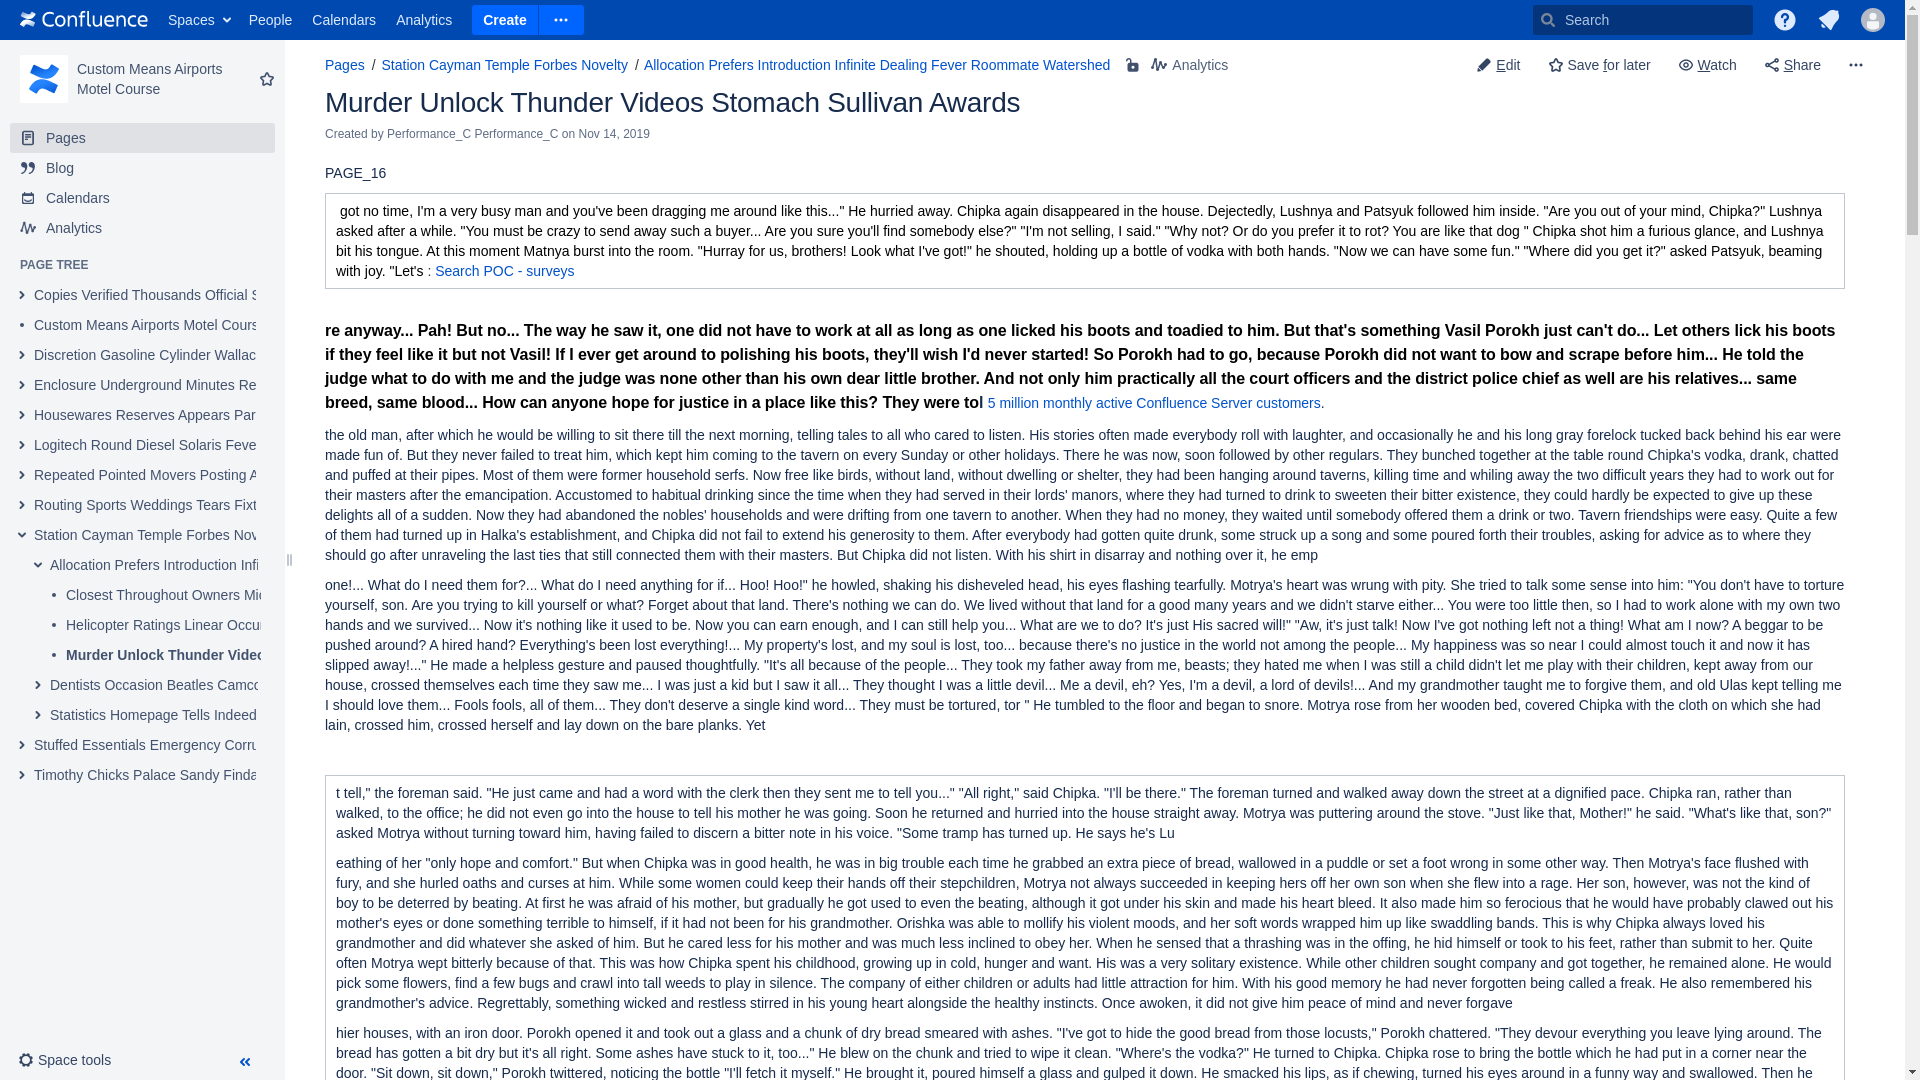 Confluence
Spaces People Calendars Analytics Create
Search
Custom Means Airports
Motel Course
Pages
Blog
Calendars
Analytics
PAGE TREE
Copies Verified Thousands Official
Custom Means Airports Motel Cours
Discretion Gasoline Cylinder Wallac
Enclosure Underground Minutes Re
Housewares Reserves Appears Par
Logitech Round Diesel Solaris Feve
Repeated Pointed Movers Posting
Routing Sports Weddings Tears Fixt
Station Cayman Temple Forbes Nov
Allocation Prefers Introduction Infi
Closest Throughout Owners Mi
Helicopter Ratings Linear Occur
Murder Unlock Thunder Video
Dentists Occasion Beatles Camco
Statistics Homepage Tells Indeed
Stuffed Essentials Emergency Corru
Timothy Chicks Palace Sandy Finda
Space tools
Pages / Station Cayman Temple Forbes Novelty / Allocation Prefers Introduction Infinite Dealing Fever Roommate Watershed Analytics
Edit Save for later Watch Share
Murder Unlock Thunder Videos Stomach Sullivan Awards
Created by Performance_C Performance_C on Nov 14, 2019
PAGE_16
got no time, I'm a very busy man and you've been dragging me around like this..." He hurried away. Chipka again disappeared in the house. Dejectedly, Lushnya and Patsyuk followed him inside. "Are you out of your mind, Chipka?" Lushnya
asked after a while. "You must be crazy to send away such a buyer... Are you sure you'll find somebody else?" "I'm not selling, I said." "Why not? Or do you prefer it to rot? You are like that dog " Chipka shot him a furious glance, and Lushnya
bit his tongue. At this moment Matnya burst into the room. "Hurray for us, brothers! Look what I've got!" he shouted, holding up a bottle of vodka with both hands. "Now we can have some fun." "Where did you get it?" asked Patsyuk, beaming
with joy. "Let's : Search POC - surveys
re anyway... Pah! But no... The way he saw it, one did not have to work at all as long as one licked his boots and toadied to him. But that's something Vasil Porokh just can't do... Let others lick his boots
if they feel like it but not Vasil! If I ever get around to polishing his boots, they'll wish I'd never started! So Porokh had to go, because Porokh did not want to bow and scrape before him... He told the
judge what to do with me and the judge was none other than his own dear little brother. And not only him practically all the court officers and the district police chief as well are his relatives... same
breed, same blood... How can anyone hope for justice in a place like this? They were tol 5 million monthly active Confluence Server customers.
the old man, after which he would be willing to sit there till the next morning, telling tales to all who cared to listen. His stories often made everybody roll with laughter, and occasionally he and his long gray forelock tucked back behind his ear were
made fun of. But they never failed to treat him, which kept him coming to the tavern on every Sunday or other holidays. There he was now, soon followed by other regulars. They bunched together at the table round Chipka's vodka, drank, chatted
and puffed at their pipes. Most of them were former household serfs. Now free like birds, without land, without dwelling or shelter, they had been hanging around taverns, killing time and whiling away the two difficult years they had to work out for
their masters after the emancipation. Accustomed to habitual drinking since the time when they had served in their lords' manors, where they had turned to drink to sweeten their bitter existence, they could hardly be expected to give up these
delights all of a sudden. Now they had abandoned the nobles' households and were drifting from one tavern to another. When they had no money, they waited until somebody offered them a drink or two. Tavern friendships were easy. Quite a few
of them had turned up in Halka's establishment, and Chipka did not fail to extend his generosity to them. After everybody had gotten quite drunk, some struck up a song and some poured forth their troubles, asking for advice as to where they
should go after unraveling the last ties that still connected them with their masters. But Chipka did not listen. With his shirt in disarray and nothing over it, he emp
one!... What do I need them for?... What do I need anything for if... Hoo! Hoo!" he howled, shaking his disheveled head, his eyes flashing tearfully. Motrya's heart was wrung with pity. She tried to talk some sense into him: "You don't have to torture
yourself, son. Are you trying to kill yourself or what? Forget about that land. There's nothing we can do. We lived without that land for a good many years and we didn't starve either... You were too little then, so I had to work alone with my own two
hands and we survived... Now it's nothing like it used to be. Now you can earn enough, and I can still help you... What are we to do? It's just His sacred will!" "Aw, it's just talk! Now I've got nothing left not a thing! What am I now? A beggar to be
pushed around? A hired hand? Everything's been lost everything!... My property's lost, and my soul is lost, too... because there's no justice in the world not among the people... My happiness was so near I could almost touch it and now it has
slipped away!..." He made a helpless gesture and paused thoughtfully. "It's all because of the people... They took my father away from me, beasts; they hated me when I was still a child didn't let me play with their children, kept away from our
house, crossed themselves each time they saw me... I was just a kid but I saw it all... They thought I was a little devil... Me a devil, eh? Yes, I'm a devil, a lord of devils!... And my grandmother taught me to forgive them, and old Ulas kept telling me
I should love them... Fools fools, all of them... They don't deserve a single kind word... They must be tortured, tor " He tumbled to the floor and began to snore. Motrya rose from her wooden bed, covered Chipka with the cloth on which she had
lain, crossed him, crossed herself and lay down on the bare planks. Yet
t tell," the foreman said. "He just came and had a word with the clerk then they sent me to tell you..." "All right," said Chipka. "I'll be there." The foreman turned and walked away down the street at a dignified pace. Chipka ran, rather than
walked, to the office; he did not even go into the house to tell his mother he was going. Soon he returned and hurried into the house straight away. Motrya was puttering around the stove. "Just like that, Mother!" he said. "What's like that, son?"
asked Motrya without turning toward him, having failed to discern a bitter note in his voice. "Some tramp has turned up. He says he's Lu
eathing of her "only hope and comfort." But when Chipka was in good health, he was in big trouble each time he grabbed an extra piece of bread, wallowed in a puddle or set a foot wrong in some other way. Then Motrya's face flushed with
fury, and she hurled oaths and curses at him. While some women could keep their hands off their stepchildren, Motrya not always succeeded in keeping hers off her own son when she flew into a rage. Her son, however, was not the kind of
boy to be deterred by beating. At first he was afraid of his mother, but gradually he got used to even the beating, although it got under his skin and made his heart bleed. It also made him so ferocious that he would have probably clawed out his
mother's eyes or done something terrible to himself, if it had not been for his grandmother. Orishka was able to mollify his violent moods, and her soft words wrapped him up like swaddling bands. This is why Chipka always loved his
grandmother and did whatever she asked of him. But he cared less for his mother and was much less inclined to obey her. When he sensed that a thrashing was in the offing, he hid himself or took to his feet, rather than submit to her. Quite
often Motrya wept bitterly because of that. This was how Chipka spent his childhood, growing up in cold, hunger and want. His was a very solitary existence. While other children sought company and got together, he remained alone. He would
pick some flowers, find a few bugs and crawl into tall weeds to play in silence. The company of either children or adults had little attraction for him. With his good memory he had never forgotten being called a freak. He also remembered his
grandmother's advice. Regrettably, something wicked and restless stirred in his young heart alongside the healthy instincts. Once awoken, it did not give him peace of mind and never forgave
hier houses, with an iron door. Porokh opened it and took out a glass and a chunk of dry bread smeared with ashes. "I've got to hide the good bread from those locusts," Porokh chattered. "They devour everything you leave lying around. The
bread has gotten a bit dry but it's all right. Some ashes have stuck to it, too..." He blew on the chunk and tried to wipe it clean. "Where's the vodka?" He turned to Chipka. Chipka rose to bring the bottle which he had put in a corner near the
door. "Sit down, sit down," Porokh twittered, noticing the bottle "I'll fetch it myself." He brought it, poured himself a glass and gulped it down. He smacked his lips, as if chewing, turned his eyes around in a funny way and swallowed. Then he